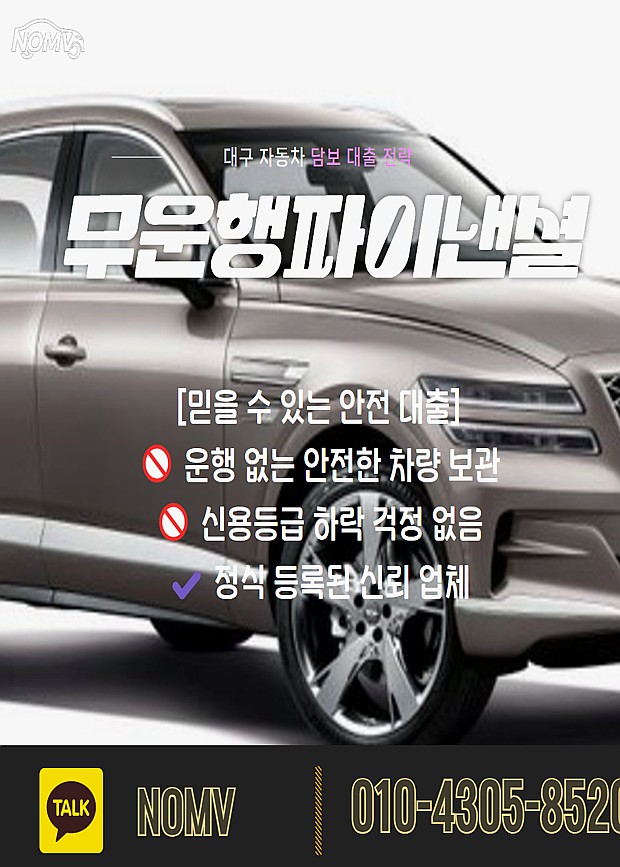 NOMV
대구 자동차 담보 대출 전략
무운행파이낸셜
[믿을 수 있는 안전 대출]
운행 없는 안전한 차량 보관
신용등급 하락 걱정 없음
정식 등록된 신뢰 업체
TALK NOMV 010-4305-8520